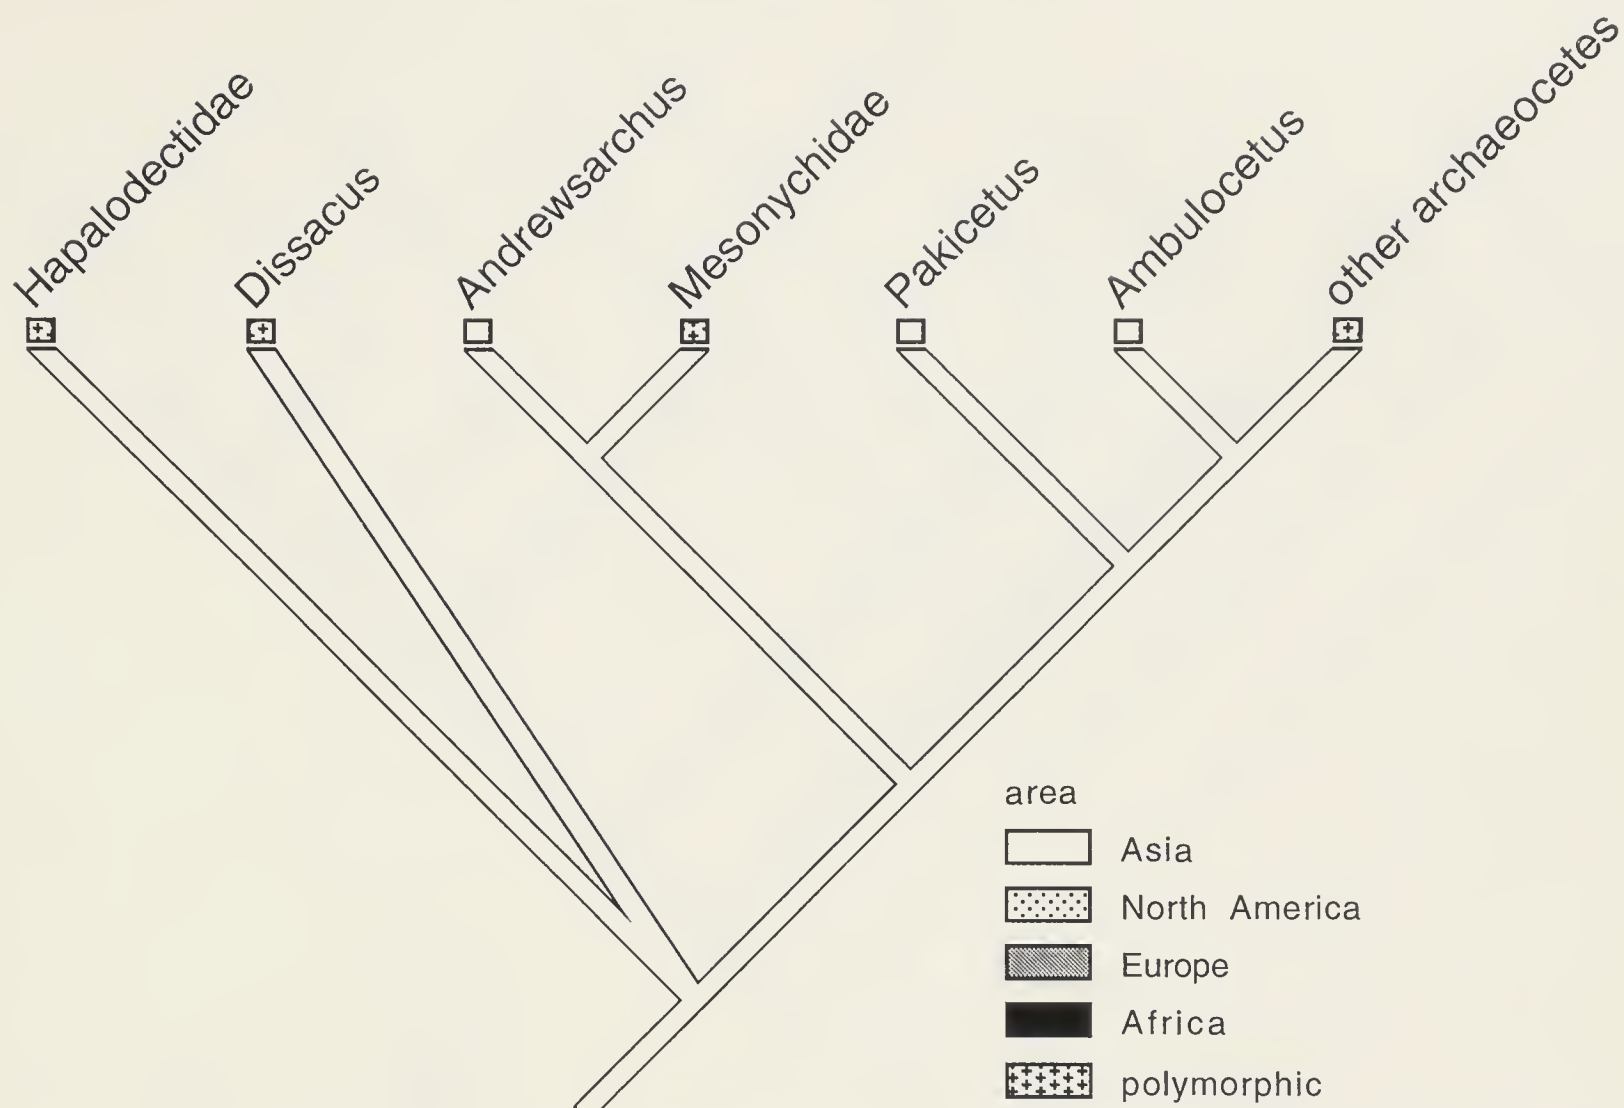 Hapalodectidae
Dissacus
Andrewsarchus
Mesonychidae
Pakicetus
Ambulocetus
other archaeocetes
area
Asia
North America
Europe
Africa
polymorphic